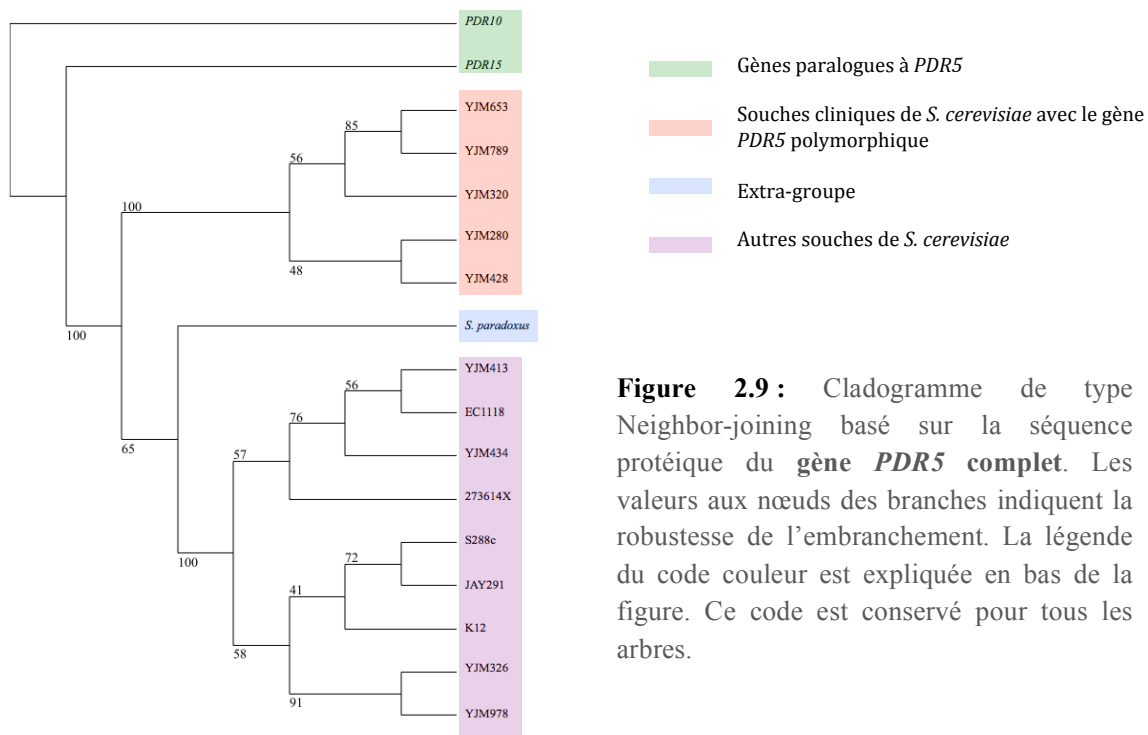 PDR10
PDR15
YJM653
85
YJM789
56
YJM320
100
YJM280
48
YJM428
100
S. paradoxus
YJM413
56
EC1118
76
YJM434
65
57
273614X
S288c
72
100
JAY291
41
K12
58
YJM326
91
YJM978
Gènes paralogues à PDR5
Souches cliniques de S. cerevisiae avec le gène
PDR5 polymorphique
Extra-groupe
Autres souches de S. cerevisiae
Figure 2.9 : Cladogramme de type
Neighbor-joining basé sur la séquence
protéique du gène PDR5 complet. Les
valeurs aux nœuds des branches indiquent la
robustesse de l’embranchement. La légende
du code couleur est expliquée en bas de la
figure. Ce code est conservé pour tous les
arbres.